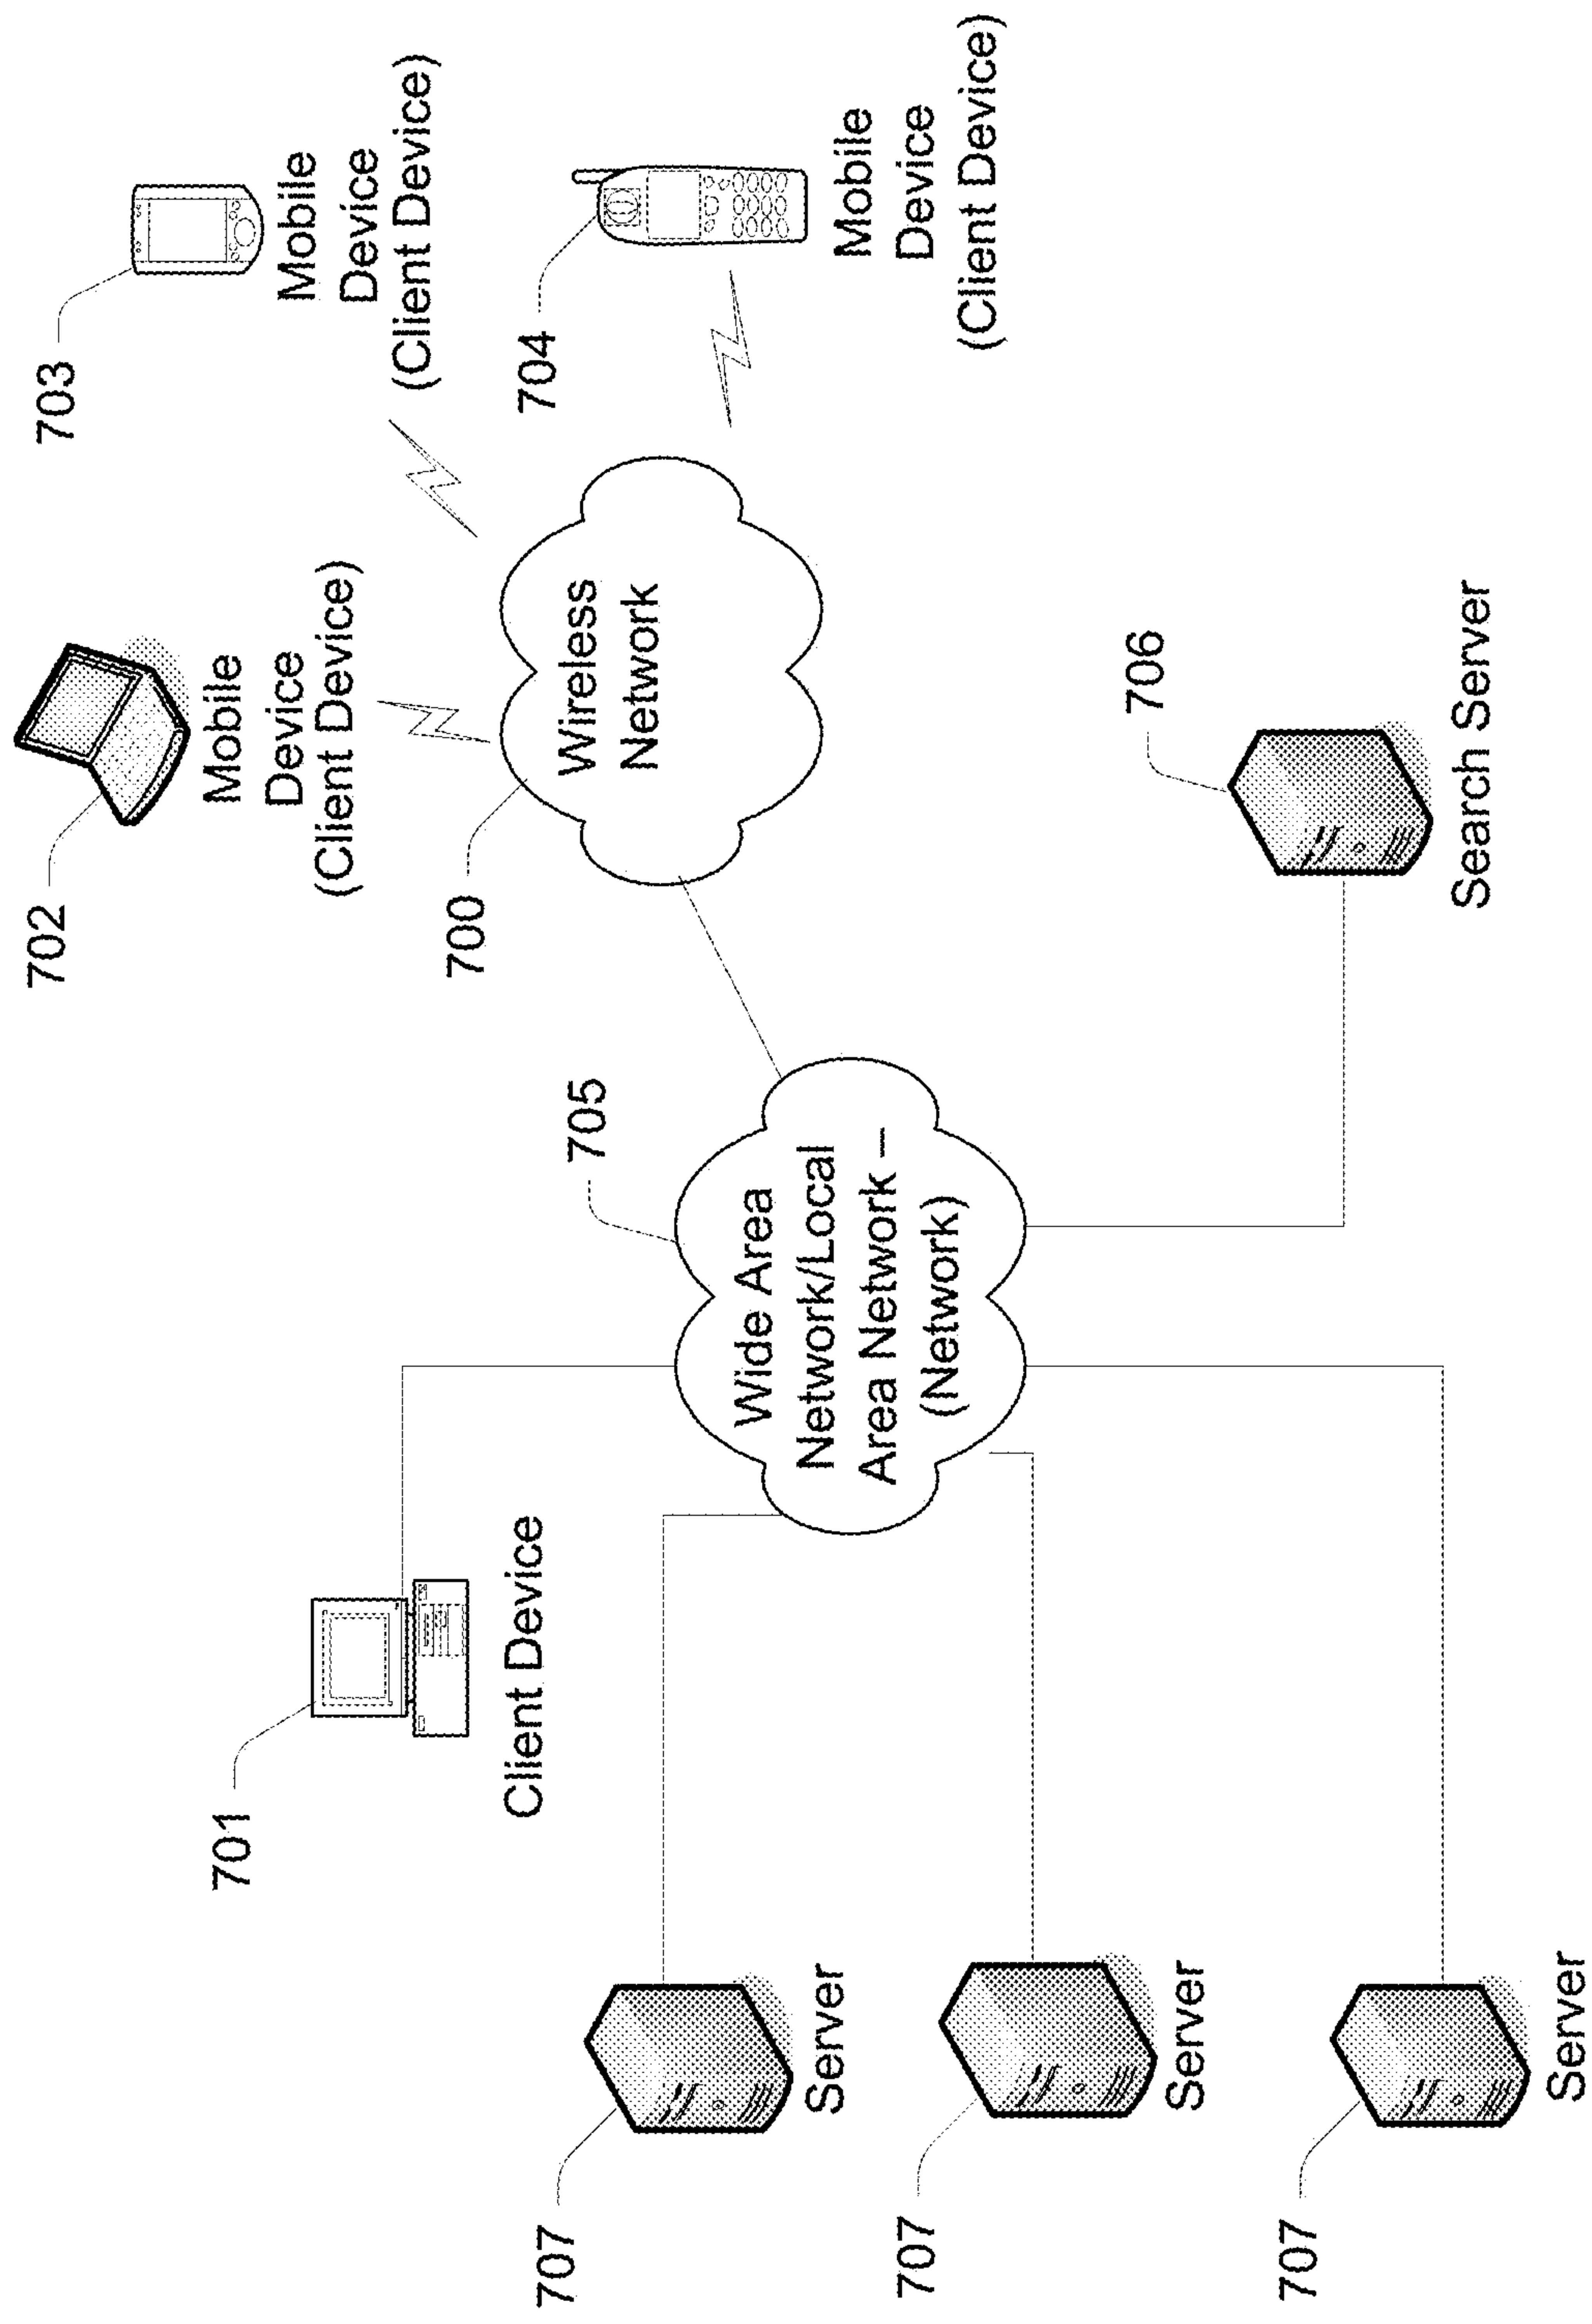 702
Mobile
Device
(Client Device)
703
Mobile
Device
(Client Device)
701
Client Device
700
Wireless
Network
704
Mobile
Device
(Client Device)
705
Wide Area
Network/Local
Area Network –
(Network)
707
Server
707
Server
706
Search Server
707
Server